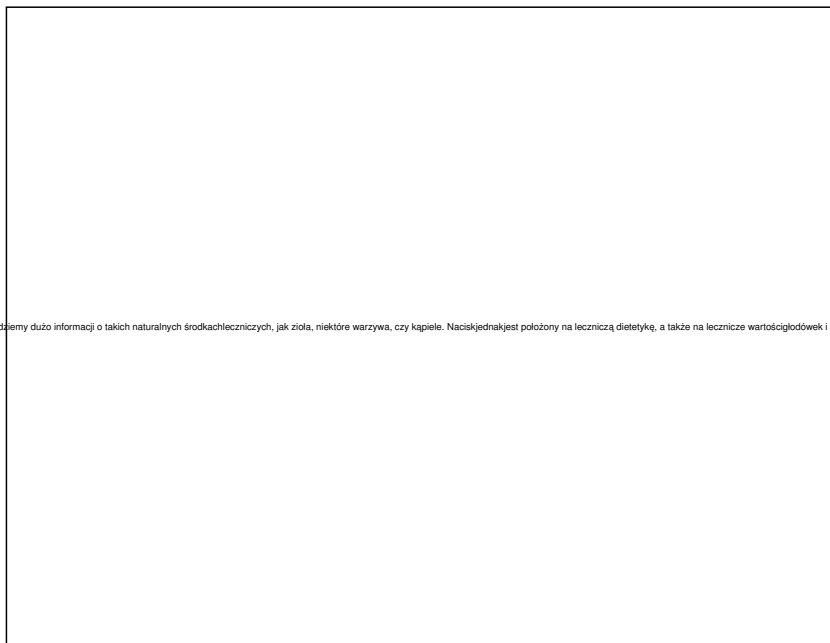 dziemy dużo informacji o takich naturalnych środkachleczniczych, jak zioła, niektóre warzywa, czy kąpiele. Naciskjednakjest położony na leczniczą dietetykę, a także na lecznicze wartościgłodówek i